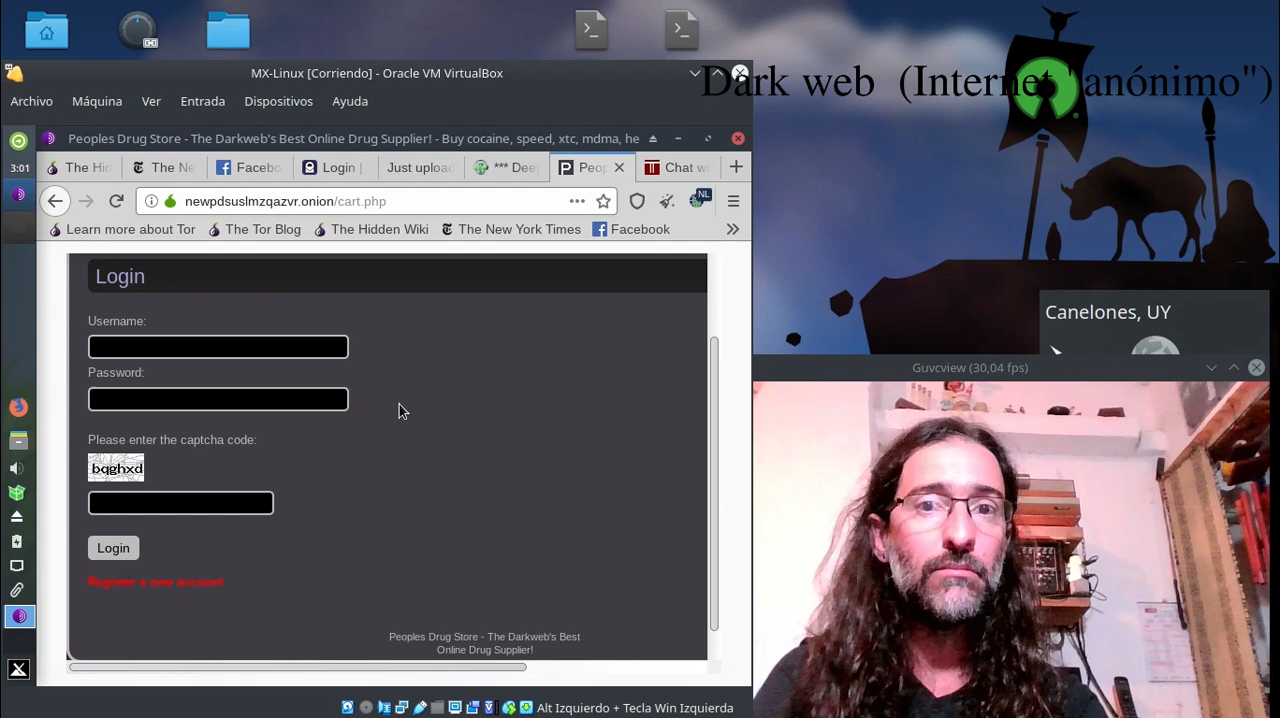 MX-Linux [Corriendo] - Oracle VM VirtualBox
Dark web (Internet "anónimo")
Archivo Máquina Ver Entrada Dispositivos Ayuda
Peoples Drug Store - The Darkweb's Best Online Drug Supplier! - Buy cocaine, speed, xtc, mdma, he
3:01
The Hid
The Ne
Facebo
Login |
Just uploa
*** Dee
Peop
Chat w
newpdsuslmzqazvr.onion/cart.php
NL
Learn more about Tor
The Tor Blog
The Hidden Wiki
The New York Times
Facebook
Login
Username:
Password:
Please enter the captcha code:
bqghxd
Login
Register a new account
Peoples Drug Store - The Darkweb's Best
Online Drug Supplier!
Canelones, UY
Guvcview (30,04 fps)
Alt Izquierdo + Tecla Win Izquierda